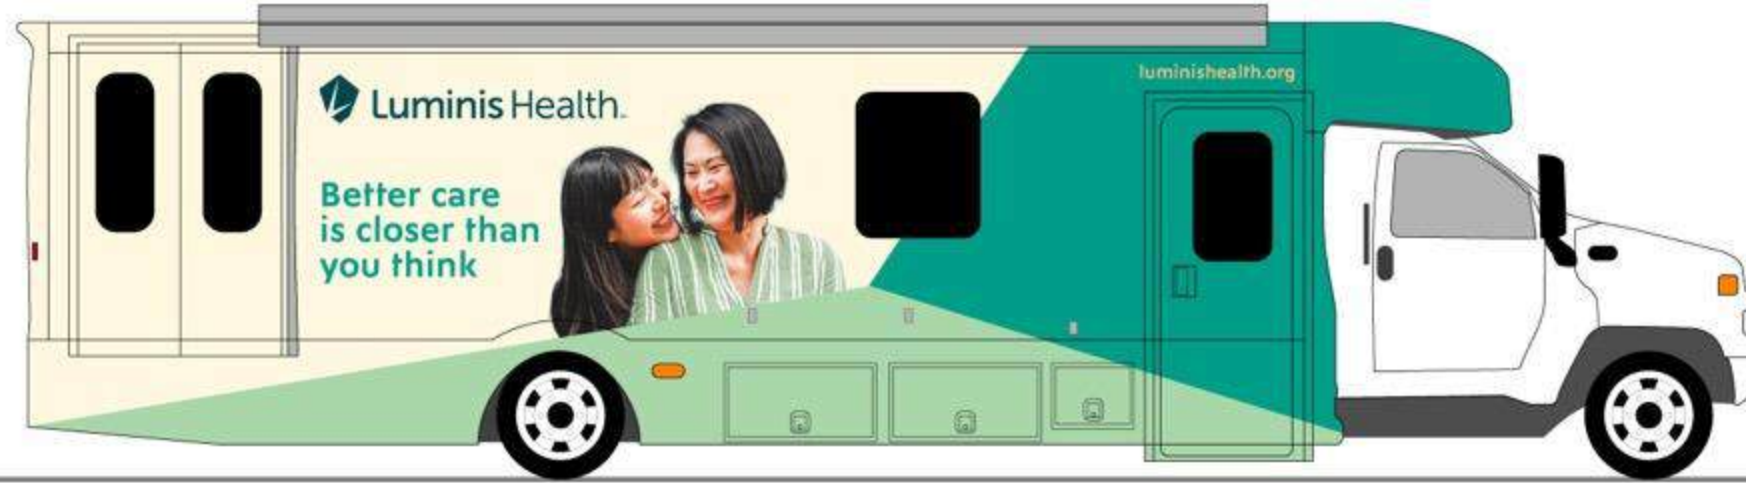 Luminis Health
Better care
is closer than
you think
luminishealth.org